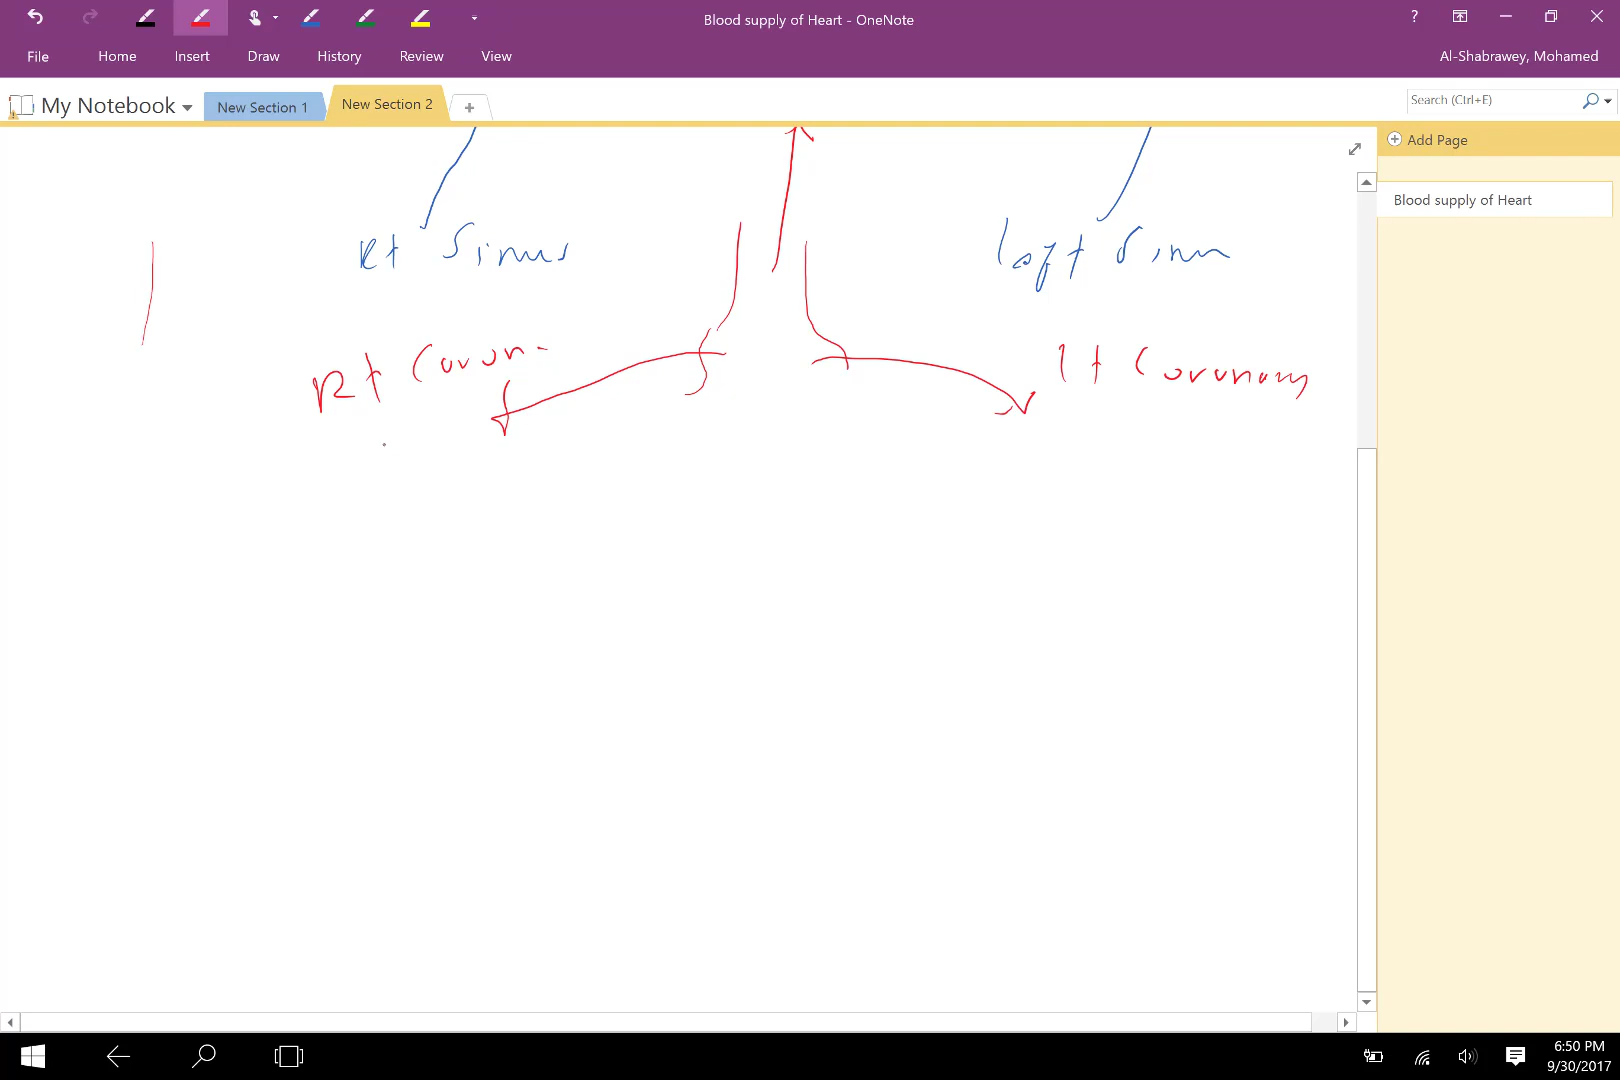 Blood supply of Heart - OneNote
?
File
Home
Insert
Draw
History
Review
View
Al-Shabrawey, Mohamed
My Notebook
New Section 1
New Section 2
Search (Ctrl+E)
Add Page
Blood supply of Heart
Rt Sinus
left Sinus
Rt Coron-
lt Coronary
6:50 PM
9/30/2017